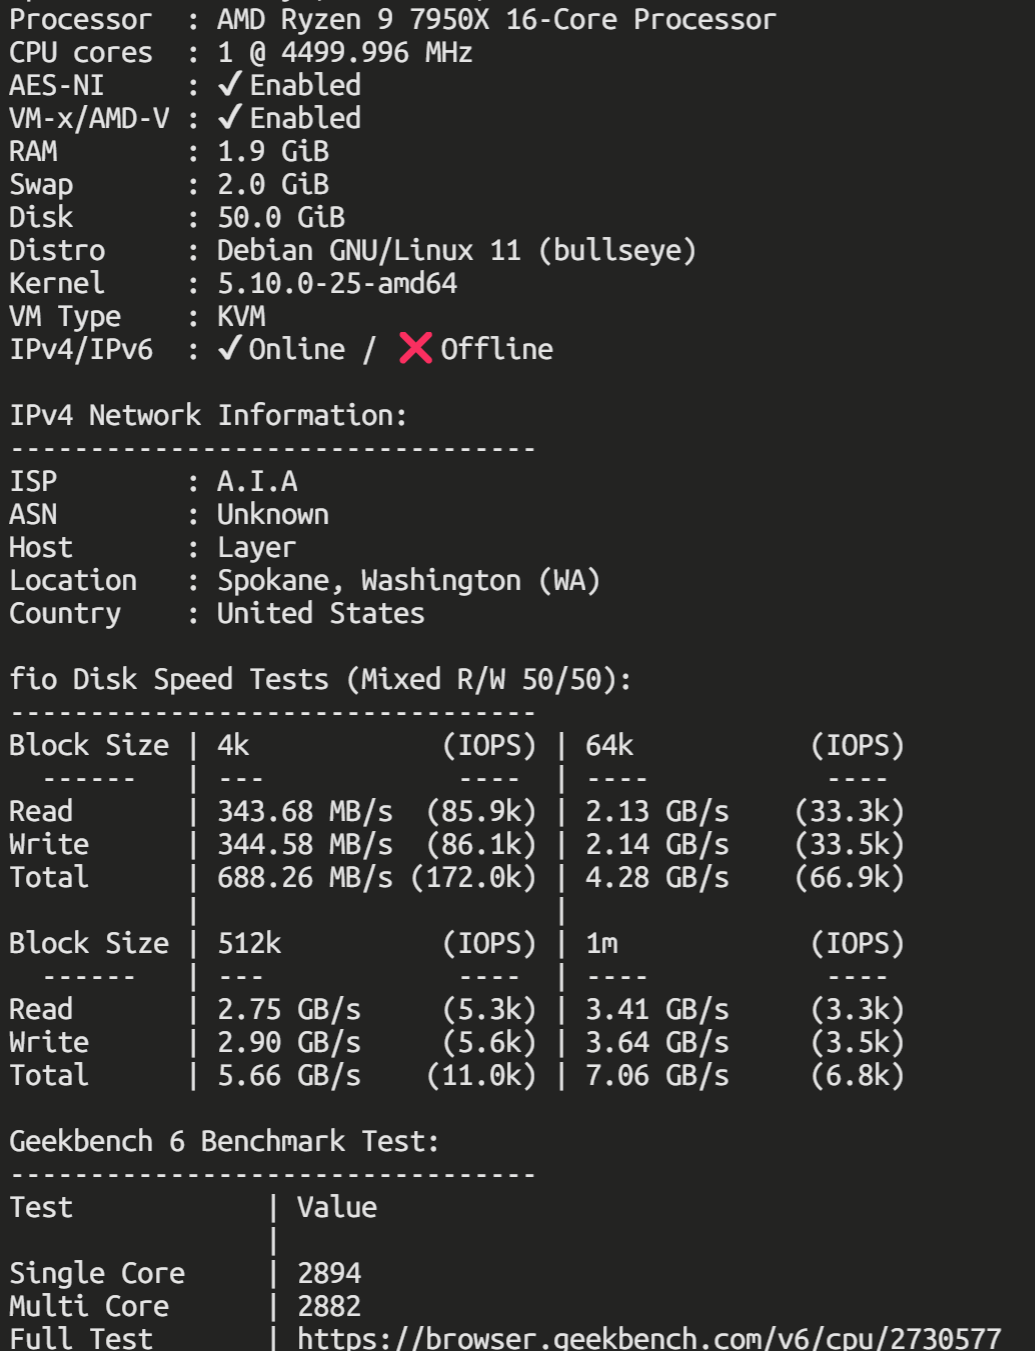 Processor  : AMD Ryzen 9 7950X 16-Core Processor
CPU cores  : 1 @ 4499.996 MHz
AES-NI     : ✔ Enabled
VM-x/AMD-V : ✔ Enabled
RAM        : 1.9 GiB
Swap       : 2.0 GiB
Disk       : 50.0 GiB
Distro     : Debian GNU/Linux 11 (bullseye)
Kernel     : 5.10.0-25-amd64
VM Type    : KVM
IPv4/IPv6  : ✔ Online / ❌ Offline
IPv4 Network Information:
---------------------------------
ISP        : A.I.A
ASN        : Unknown
Host       : Layer
Location   : Spokane, Washington (WA)
Country    : United States
fio Disk Speed Tests (Mixed R/W 50/50):
---------------------------------
Block Size | 4k            (IOPS) | 64k           (IOPS)
  ------   | ---            ----  | ----           ----
Read       | 343.68 MB/s  (85.9k) | 2.13 GB/s    (33.3k)
Write      | 344.58 MB/s  (86.1k) | 2.14 GB/s    (33.5k)
Total      | 688.26 MB/s (172.0k) | 4.28 GB/s    (66.9k)
           |                      |
Block Size | 512k          (IOPS) | 1m            (IOPS)
  ------   | ---            ----  | ----           ----
Read       | 2.75 GB/s     (5.3k) | 3.41 GB/s     (3.3k)
Write      | 2.90 GB/s     (5.6k) | 3.64 GB/s     (3.5k)
Total      | 5.66 GB/s    (11.0k) | 7.06 GB/s     (6.8k)
Geekbench 6 Benchmark Test:
---------------------------------
Test            | Value
                |
Single Core     | 2894
Multi Core      | 2882
Full Test       | https://browser.geekbench.com/v6/cpu/2730577